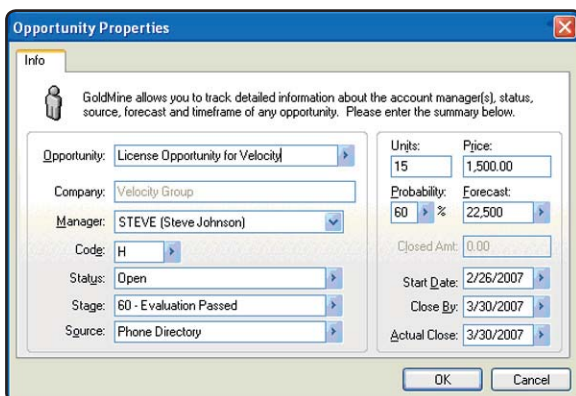 Opportunity Properties
Info
GoldMine allows you to track detailed information about the account manager(s), status,
source, forecast and timeframe of any opportunity. Please enter the summary below.
Opportunity: License Opportunity for Velocity
Company: Velocity Group
Manager: STEVE (Steve Johnson)
Code: H
Status: Open
Stage: 60 - Evaluation Passed
Source: Phone Directory
Units: Price:
15 1,500.00
Probability: Forecast:
60 % 22,500
Closed Amt: 0.00
Start Date: 2/26/2007
Close By: 3/30/2007
Actual Close: 3/30/2007
OK Cancel